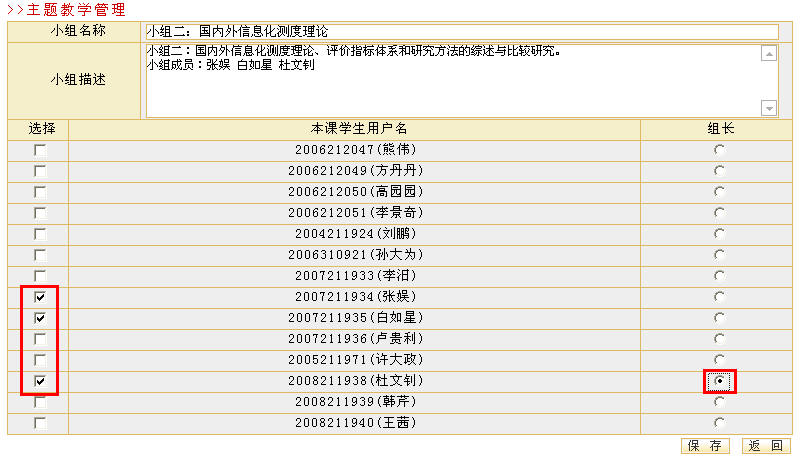 >>主题教学管理
小组名称 小组二：国内外信息化测度理论
小组描述 小组二：国内外信息化测度理论、评价指标体系和研究方法的综述与比较研究。
小组成员：张娱 白如星 杜文钊
选择 本课学生用户名 组长
2006212047(熊伟)
2006212049(方丹丹)
2006212050(高园园)
2006212051(李景奇)
2004211924(刘鹏)
2006310921(孙大为)
2007211933(李泪)
2007211934(张娱)
2007211935(白如星)
2007211936(卢贵利)
2005211971(许大政)
2008211938(杜文钊)
2008211939(韩芹)
2008211940(王茜)
保 存 返 回